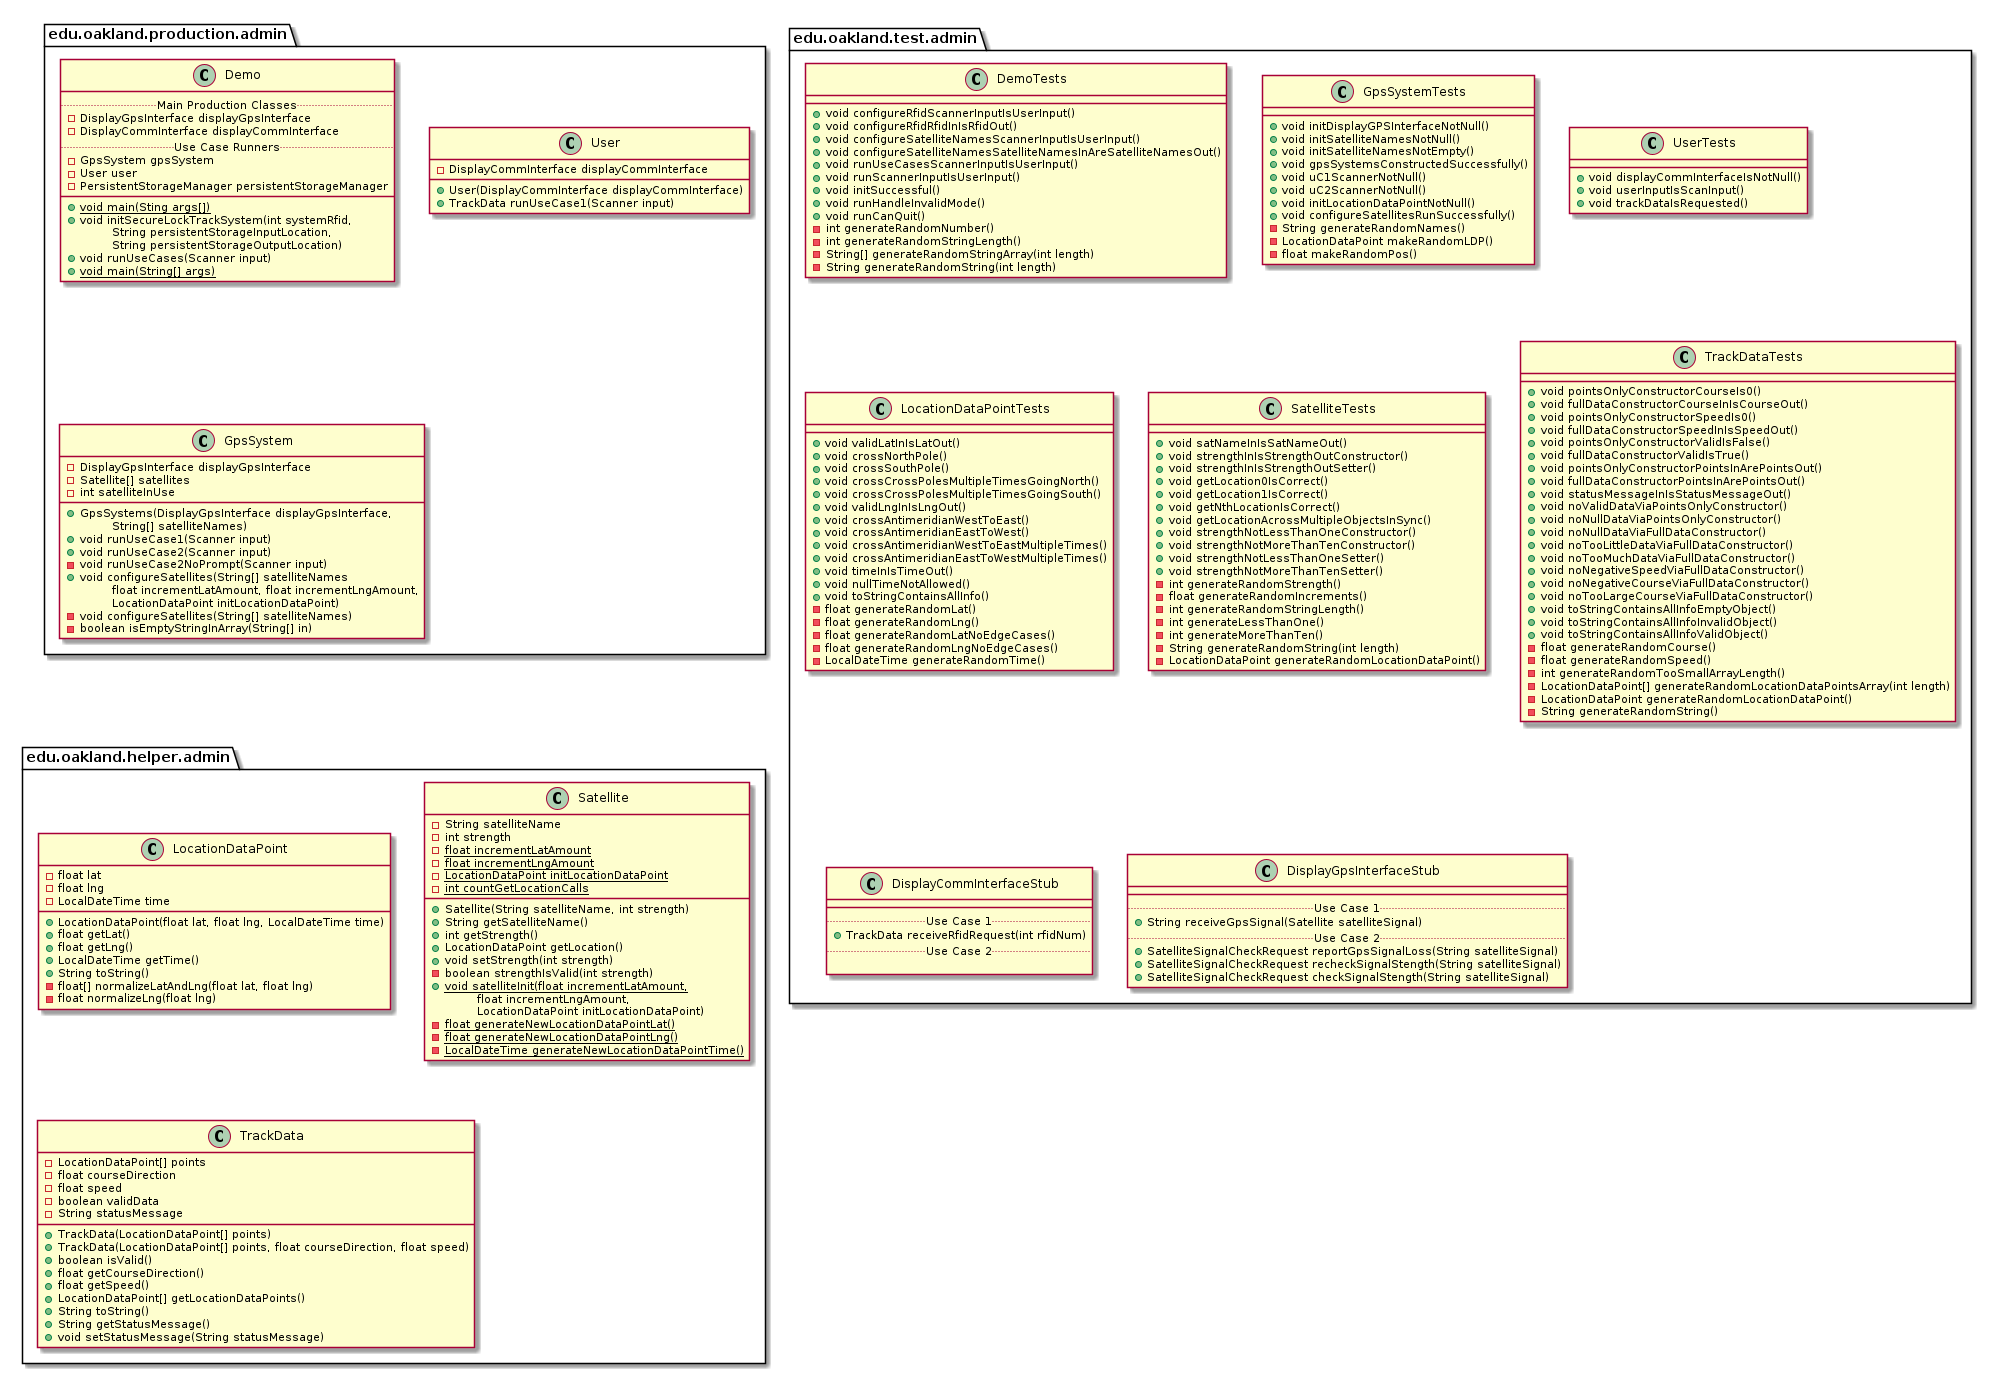 edu.oakland.production.admin
C Demo
Main Production Classes
DisplayGpsInterface displayGpsInterface
DisplayCommInterface displayCommInterface
Use Case Runners
GpsSystem gpsSystem
User user
PersistentStorageManager persistentStorageManager
void main(Sting args[])
void initSecureLockTrackSystem(int systemRfid,
String persistentStorageInputLocation,
String persistentStorageOutputLocation)
void runUseCases(Scanner input)
void main(String[] args)
C User
DisplayCommInterface displayCommInterface
User(DisplayCommInterface displayCommInterface)
TrackData runUseCase1(Scanner input)
C GpsSystem
DisplayGpsInterface displayGpsInterface
Satellite[] satellites
int satelliteInUse
GpsSystems(DisplayGpsInterface displayGpsInterface,
String[] satelliteNames)
void runUseCase1(Scanner input)
void runUseCase2(Scanner input)
void runUseCase2NoPrompt(Scanner input)
void configureSatellites(String[] satelliteNames
float incrementLatAmount, float incrementLngAmount,
LocationDataPoint initLocationDataPoint)
void configureSatellites(String[] satelliteNames)
boolean isEmptyStringInArray(String[] in)
edu.oakland.test.admin
C DemoTests
void configureRfidScannerInputIsUserInput()
void configureRfidRfidInIsRfidOut()
void configureSatelliteNamesScannerInputIsUserInput()
void configureSatelliteNamesSatelliteNamesInAreSatelliteNamesOut()
void runUseCasesScannerInputIsUserInput()
void runScannerInputIsUserInput()
void initSuccessful()
void runHandleInvalidMode()
void runCanQuit()
int generateRandomNumber()
int generateRandomStringLength()
String[] generateRandomStringArray(int length)
String generateRandomString(int length)
C GpsSystemTests
void initDisplayGPSInterfaceNotNull()
void initSatelliteNamesNotNull()
void initSatelliteNamesNotEmpty()
void gpsSystemsConstructedSuccessfully()
void uC1ScannerNotNull()
void uC2ScannerNotNull()
void initLocationDataPointNotNull()
void configureSatellitesRunSuccessfully()
String generateRandomNames()
LocationDataPoint makeRandomLDP()
float makeRandomPos()
C UserTests
void displayCommInterfaceIsNotNull()
void userInputIsScanInput()
void trackDataIsRequested()
C LocationDataPointTests
void validLatInIsLatOut()
void crossNorthPole()
void crossSouthPole()
void crossCrossPolesMultipleTimesGoingNorth()
void crossCrossPolesMultipleTimesGoingSouth()
void validLngInIsLngOut()
void crossAntimeridianWestToEast()
void crossAntimeridianEastToWest()
void crossAntimeridianWestToEastMultipleTimes()
void crossAntimeridianEastToWestMultipleTimes()
void timeInIsTimeOut()
void nullTimeNotAllowed()
void toStringContainsAllInfo()
float generateRandomLat()
float generateRandomLng()
float generateRandomLatNoEdgeCases()
float generateRandomLngNoEdgeCases()
LocalDateTime generateRandomTime()
C SatelliteTests
void satNameInIsSatNameOut()
void strengthInIsStrengthOutConstructor()
void strengthInIsStrengthOutSetter()
void getLocation0IsCorrect()
void getLocation1IsCorrect()
void getNthLocationIsCorrect()
void getLocationAcrossMultipleObjectsInSync()
void strengthNotLessThanOneConstructor()
void strengthNotMoreThanTenConstructor()
void strengthNotLessThanOneSetter()
void strengthNotMoreThanTenSetter()
int generateRandomStrength()
float generateRandomIncrements()
int generateRandomStringLength()
int generateLessThanOne()
int generateMoreThanTen()
String generateRandomString(int length)
LocationDataPoint generateRandomLocationDataPoint()
C TrackDataTests
void pointsOnlyConstructorCourseIs0()
void fullDataConstructorCourseInIsCourseOut()
void pointsOnlyConstructorSpeedIs0()
void fullDataConstructorSpeedInIsSpeedOut()
void pointsOnlyConstructorValidIsFalse()
void fullDataConstructorValidIsTrue()
void pointsOnlyConstructorPointsInArePointsOut()
void fullDataConstructorPointsInArePointsOut()
void statusMessageInIsStatusMessageOut()
void noValidDataViaPointsOnlyConstructor()
void noNullDataViaPointsOnlyConstructor()
void noNullDataViaFullDataConstructor()
void noTooLittleDataViaFullDataConstructor()
void noTooMuchDataViaFullDataConstructor()
void noNegativeSpeedViaFullDataConstructor()
void noNegativeCourseViaFullDataConstructor()
void noTooLargeCourseViaFullDataConstructor()
void toStringContainsAllInfoEmptyObject()
void toStringContainsAllInfoInvalidObject()
void toStringContainsAllInfoValidObject()
float generateRandomCourse()
float generateRandomSpeed()
int generateRandomTooSmallArrayLength()
LocationDataPoint[] generateRandomLocationDataPointsArray(int length)
LocationDataPoint generateRandomLocationDataPoint()
String generateRandomString()
C DisplayCommInterfaceStub
Use Case 1
TrackData receiveRfidRequest(int rfidNum)
Use Case 2
C DisplayGpsInterfaceStub
Use Case 1
String receiveGpsSignal(Satellite satelliteSignal)
Use Case 2
SatelliteSignalCheckRequest reportGpsSignalLoss(String satelliteSignal)
SatelliteSignalCheckRequest recheckSignalStength(String satelliteSignal)
SatelliteSignalCheckRequest checkSignalStength(String satelliteSignal)
edu.oakland.helper.admin
C LocationDataPoint
float lat
float lng
LocalDateTime time
LocationDataPoint(float lat, float lng, LocalDateTime time)
float getLat()
float getLng()
LocalDateTime getTime()
String toString()
float[] normalizeLatAndLng(float lat, float lng)
float normalizeLng(float lng)
C Satellite
String satelliteName
int strength
float incrementLatAmount
float incrementLngAmount
LocationDataPoint initLocationDataPoint
int countGetLocationCalls
Satellite(String satelliteName, int strength)
String getSatelliteName()
int getStrength()
LocationDataPoint getLocation()
void setStrength(int strength)
boolean strengthIsValid(int strength)
void satelliteInit(float incrementLatAmount,
float incrementLngAmount,
LocationDataPoint initLocationDataPoint)
float generateNewLocationDataPointLat()
float generateNewLocationDataPointLng()
LocalDateTime generateNewLocationDataPointTime()
C TrackData
LocationDataPoint[] points
float courseDirection
float speed
boolean validData
String statusMessage
TrackData(LocationDataPoint[] points)
TrackData(LocationDataPoint[] points, float courseDirection, float speed)
boolean isValid()
float getCourseDirection()
float getSpeed()
LocationDataPoint[] getLocationDataPoints()
String toString()
String getStatusMessage()
void setStatusMessage(String statusMessage)